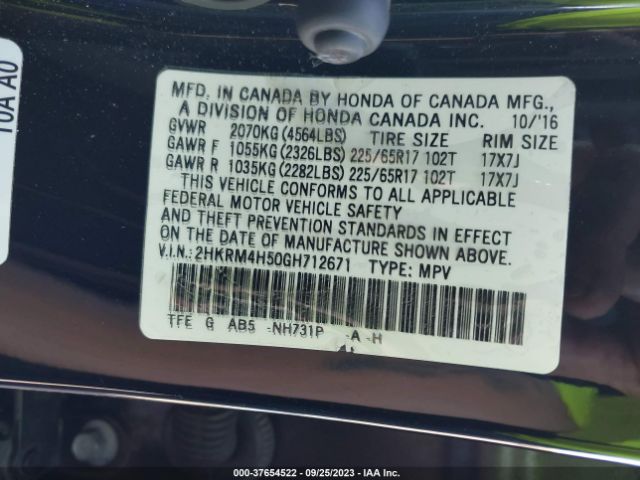 10A A0
MFD. IN CANADA BY HONDA OF CANADA MFG.,
A DIVISION OF HONDA CANADA INC. 10/'16
GVWR 2070KG(4564LBS) TIRE SIZE RIM SIZE
GAWR F 1055KG(2326LBS) 225/65R17 102T 17X7J
GAWR R 1035KG(2282LBS) 225/65R17 102T 17X7J
THIS VEHICLE CONFORMS TO ALL APPLICABLE
FEDERAL MOTOR VEHICLE SAFETY
AND THEFT PREVENTION STANDARDS IN EFFECT
ON THE DATE OF MANUFACTURE SHOWN ABOVE.
V.I.N.: 2HKRM4H50GH712671 TYPE: MPV
TFE G AB5 -NH731P -A -H
000-37654522 - 09/25/2023 - IAA Inc.